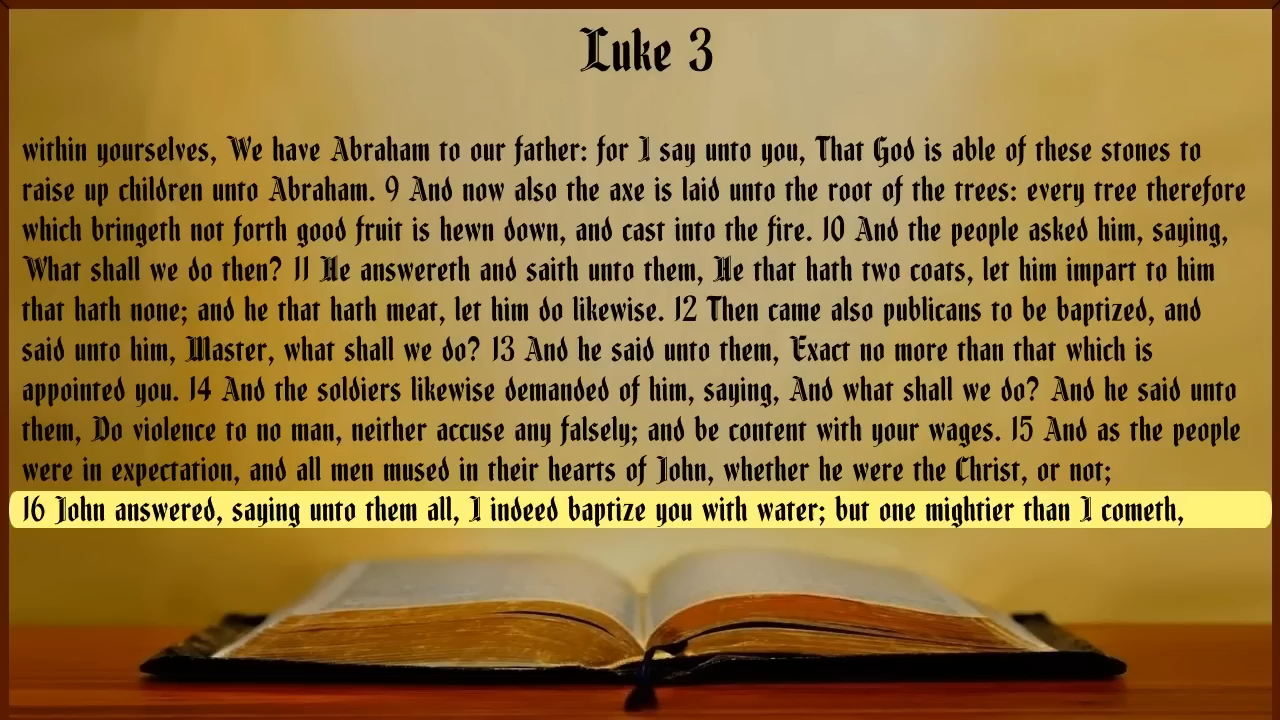 Luke 3
within yourselves, We have Abraham to our father: for I say unto you, That God is able of these stones to
raise up children unto Abraham. 9 And now also the axe is laid unto the root of the trees: every tree therefore
which bringeth not forth good fruit is hewn down, and cast into the fire. 10 And the people asked him, saying,
What shall we do then? 11 He answereth and saith unto them, He that hath two coats, let him impart to him
that hath none; and he that hath meat, let him do likewise. 12 Then came also publicans to be baptized, and
said unto him, Master, what shall we do? 13 And he said unto them, Exact no more than that which is
appointed you. 14 And the soldiers likewise demanded of him, saying, And what shall we do? And he said unto
them, Do violence to no man, neither accuse any falsely; and be content with your wages. 15 And as the people
were in expectation, and all men mused in their hearts of John, whether he were the Christ, or not;
16 John answered, saying unto them all, I indeed baptize you with water; but one mightier than I cometh,